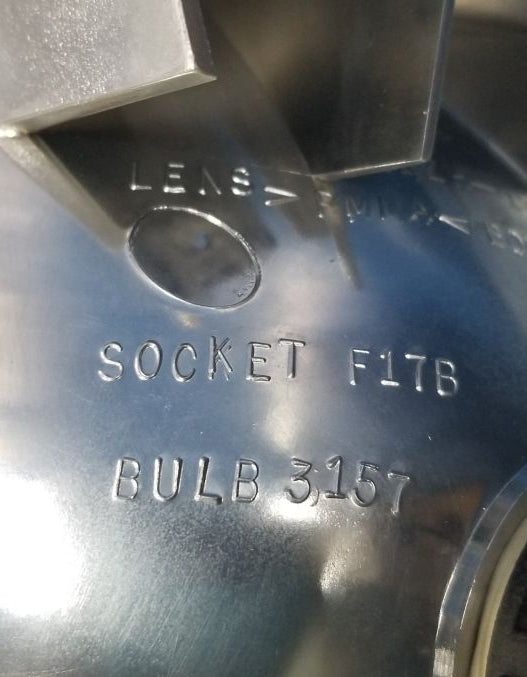 LENS >PMMA<
SOCKET F17B
BULB 3157